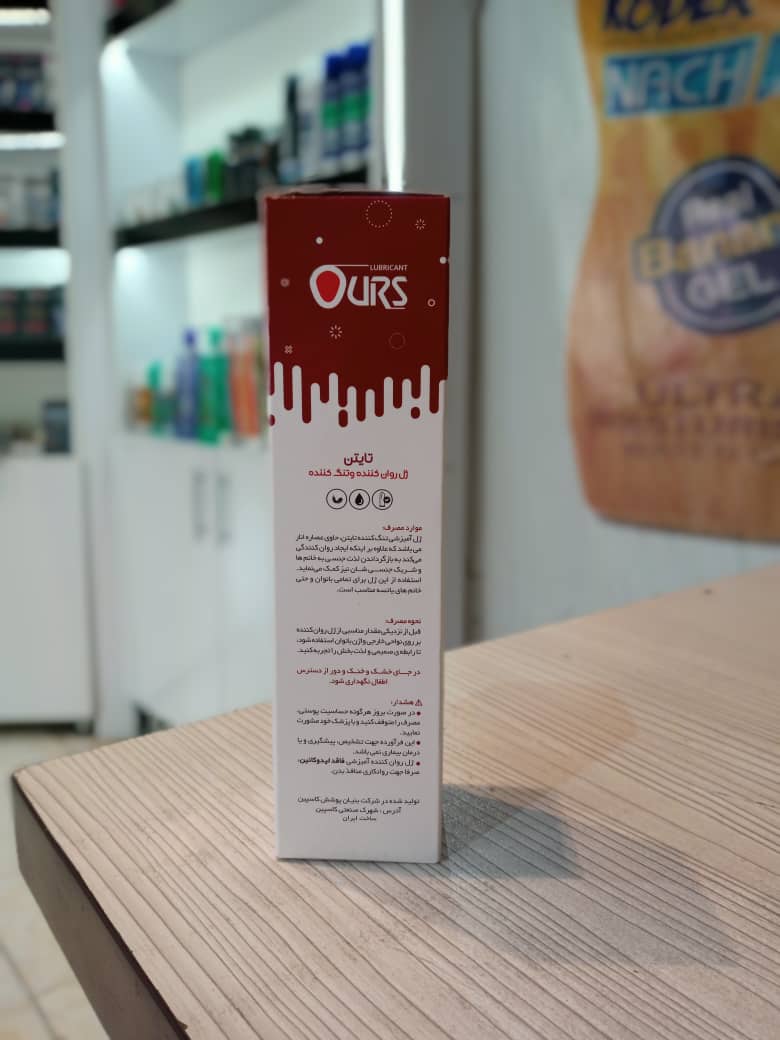 LUBRICANT
OURS
تایتن
ژل روان کننده و تنگ کننده
موارد مصرف:
ژل آمیزشی تنگ کننده تایتن، حاوی عصاره انار
می باشد که علاوه بر اینکه ایجاد روان کنندگی
می‌کند به بازگرداندن لذت جنسی به خانم ها
و شریک جنسی شان نیز کمک می‌نماید.
استفاده از این ژل برای تمامی بانوان و حتی
خانم های یائسه مناسب است.
نحوه مصرف:
قبل از نزدیکی مقدار مناسبی از ژل روان کننده
بر روی نواحی خارجی واژن بانوان استفاده شود،
تا رابطه‌ی صمیمی و لذت بخش را تجربه کنید.
در جای خشک و خنک و دور از دسترس
اطفال نگهداری شود.
⚠ هشدار:
• در صورت بروز هرگونه حساسیت پوستی،
مصرف را متوقف کنید و با پزشک خود مشورت
نمایید.
• این فرآورده جهت تشخیص، پیشگیری و یا
درمان بیماری نمی باشد.
• ژل روان کننده آمیزشی فاقد لیدوکائین،
صرفا جهت روانکاری منافذ بدن.
تولید شده در شرکت بنیان پوشش کاسپین
آدرس : شهرک صنعتی کاسپین
ساخت ایران
KODEX
NACH
Real
Banana
GEL
ULTRA